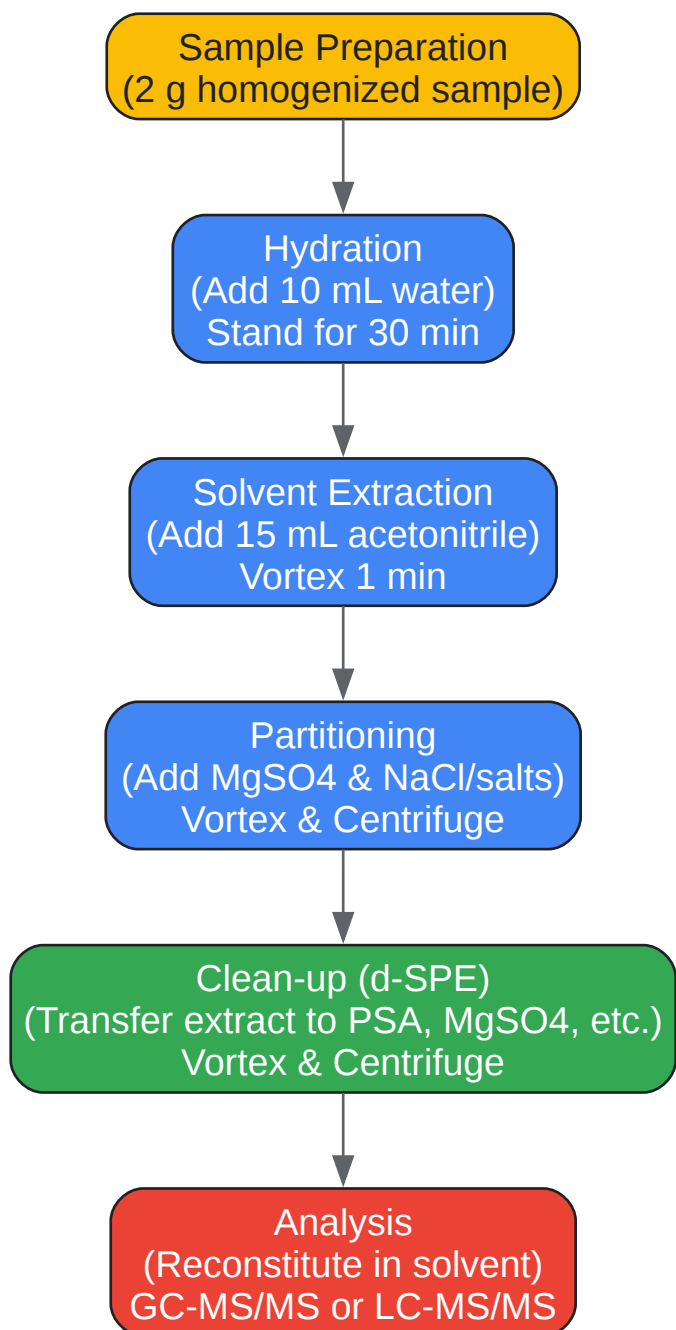 Sample Preparation
(2 g homogenized sample)
Hydration
(Add 10 mL water)
Stand for 30 min
Solvent Extraction
(Add 15 mL acetonitrile)
Vortex 1 min
Partitioning
(Add MgSO4 & NaCl/salts)
Vortex & Centrifuge
Clean-up (d-SPE)
(Transfer extract to PSA, MgSO4, etc.)
Vortex & Centrifuge
Analysis
(Reconstitute in solvent)
GC-MS/MS or LC-MS/MS